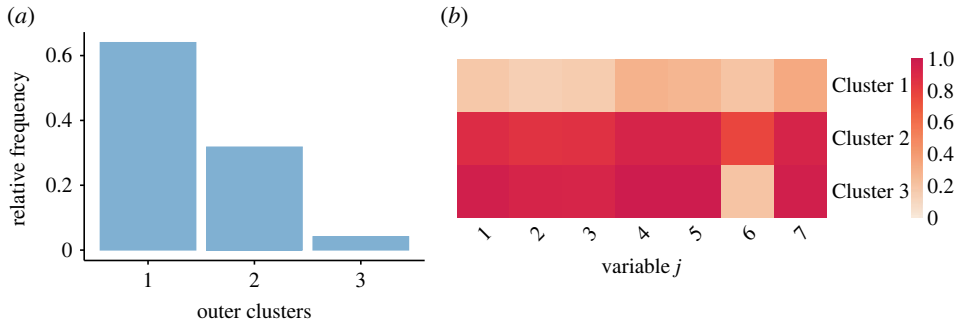 (a)
0.6
0.4
0.2
0
relative frequency
1 2 3
outer clusters
(b)
Cluster 1
Cluster 2
Cluster 3
1.0
0.8
0.6
0.4
0.2
0
1 2 3 4 5 6 7
variable j